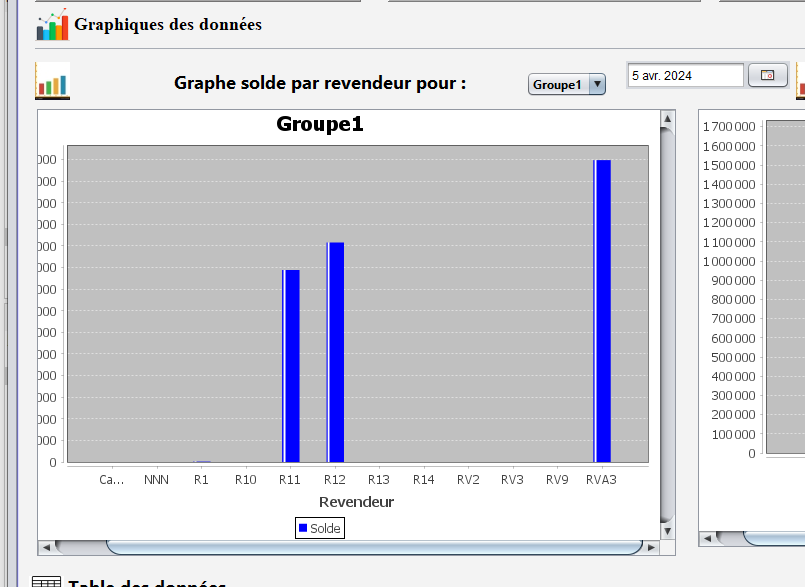 Graphiques des données
Graphe solde par revendeur pour :
Groupe1
5 avr. 2024
Groupe1
000
000
000
000
000
000
000
000
000
000
000
000
000
000
0
Ca... NNN R1 R10 R11 R12 R13 R14 RV2 RV3 RV9 RVA3
Revendeur
Solde
1 700 000
1 600 000
1 500 000
1 400 000
1 300 000
1 200 000
1 100 000
1 000 000
900 000
800 000
700 000
600 000
500 000
400 000
300 000
200 000
100 000
0
Table des données